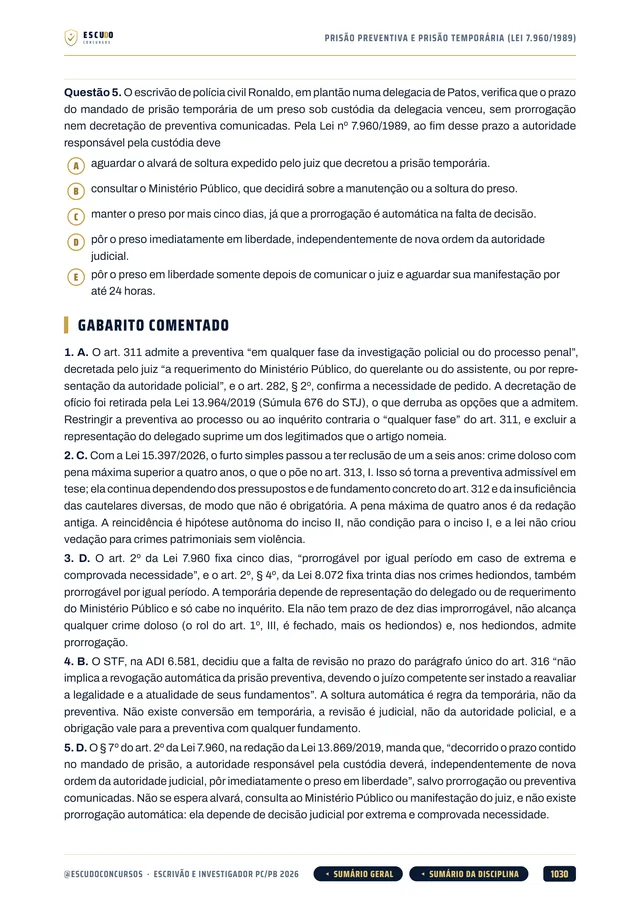 ESCUDO
CONCURSOS
PRISÃO PREVENTIVA E PRISÃO TEMPORÁRIA (LEI 7.960/1989)
Questão 5. O escrivão de polícia civil Ronaldo, em plantão numa delegacia de Patos, verifica que o prazo
do mandado de prisão temporária de um preso sob custódia da delegacia venceu, sem prorrogação
nem decretação de preventiva comunicadas. Pela Lei nº 7.960/1989, ao fim desse prazo a autoridade
responsável pela custódia deve
A aguardar o alvará de soltura expedido pelo juiz que decretou a prisão temporária.
B consultar o Ministério Público, que decidirá sobre a manutenção ou a soltura do preso.
C manter o preso por mais cinco dias, já que a prorrogação é automática na falta de decisão.
D pôr o preso imediatamente em liberdade, independentemente de nova ordem da autoridade
judicial.
E pôr o preso em liberdade somente depois de comunicar o juiz e aguardar sua manifestação por
até 24 horas.
GABARITO COMENTADO
1. A. O art. 311 admite a preventiva “em qualquer fase da investigação policial ou do processo penal”,
decretada pelo juiz “a requerimento do Ministério Público, do querelante ou do assistente, ou por repre-
sentação da autoridade policial”, e o art. 282, § 2º, confirma a necessidade de pedido. A decretação de
ofício foi retirada pela Lei 13.964/2019 (Súmula 676 do STJ), o que derruba as opções que a admitem.
Restringir a preventiva ao processo ou ao inquérito contraria o “qualquer fase” do art. 311, e excluir a
representação do delegado suprime um dos legitimados que o artigo nomeia.
2. C. Com a Lei 15.397/2026, o furto simples passou a ter reclusão de um a seis anos: crime doloso com
pena máxima superior a quatro anos, o que o põe no art. 313, I. Isso só torna a preventiva admissível em
tese; ela continua dependendo dos pressupostos e de fundamento concreto do art. 312 e da insuficiência
das cautelares diversas, de modo que não é obrigatória. A pena máxima de quatro anos é da redação
antiga. A reincidência é hipótese autônoma do inciso II, não condição para o inciso I, e a lei não criou
vedação para crimes patrimoniais sem violência.
3. D. O art. 2º da Lei 7.960 fixa cinco dias, “prorrogável por igual período em caso de extrema e
comprovada necessidade”, e o art. 2º, § 4º, da Lei 8.072 fixa trinta dias nos crimes hediondos, também
prorrogável por igual período. A temporária depende de representação do delegado ou de requerimento
do Ministério Público e só cabe no inquérito. Ela não tem prazo de dez dias improrrogável, não alcança
qualquer crime doloso (o rol do art. 1º, III, é fechado, mais os hediondos) e, nos hediondos, admite
prorrogação.
4. B. O STF, na ADI 6.581, decidiu que a falta de revisão no prazo do parágrafo único do art. 316 “não
implica a revogação automática da prisão preventiva, devendo o juízo competente ser instado a reavaliar
a legalidade e a atualidade de seus fundamentos”. A soltura automática é regra da temporária, não da
preventiva. Não existe conversão em temporária, a revisão é judicial, não da autoridade policial, e a
obrigação vale para a preventiva com qualquer fundamento.
5. D. O § 7º do art. 2º da Lei 7.960, na redação da Lei 13.869/2019, manda que, “decorrido o prazo contido
no mandado de prisão, a autoridade responsável pela custódia deverá, independentemente de nova
ordem da autoridade judicial, pôr imediatamente o preso em liberdade”, salvo prorrogação ou preventiva
comunicadas. Não se espera alvará, consulta ao Ministério Público ou manifestação do juiz, e não existe
prorrogação automática: ela depende de decisão judicial por extrema e comprovada necessidade.
@ESCUDOCONCURSOS · ESCRIVÃO E INVESTIGADOR PC/PB 2026
SUMÁRIO GERAL
SUMÁRIO DA DISCIPLINA
1030